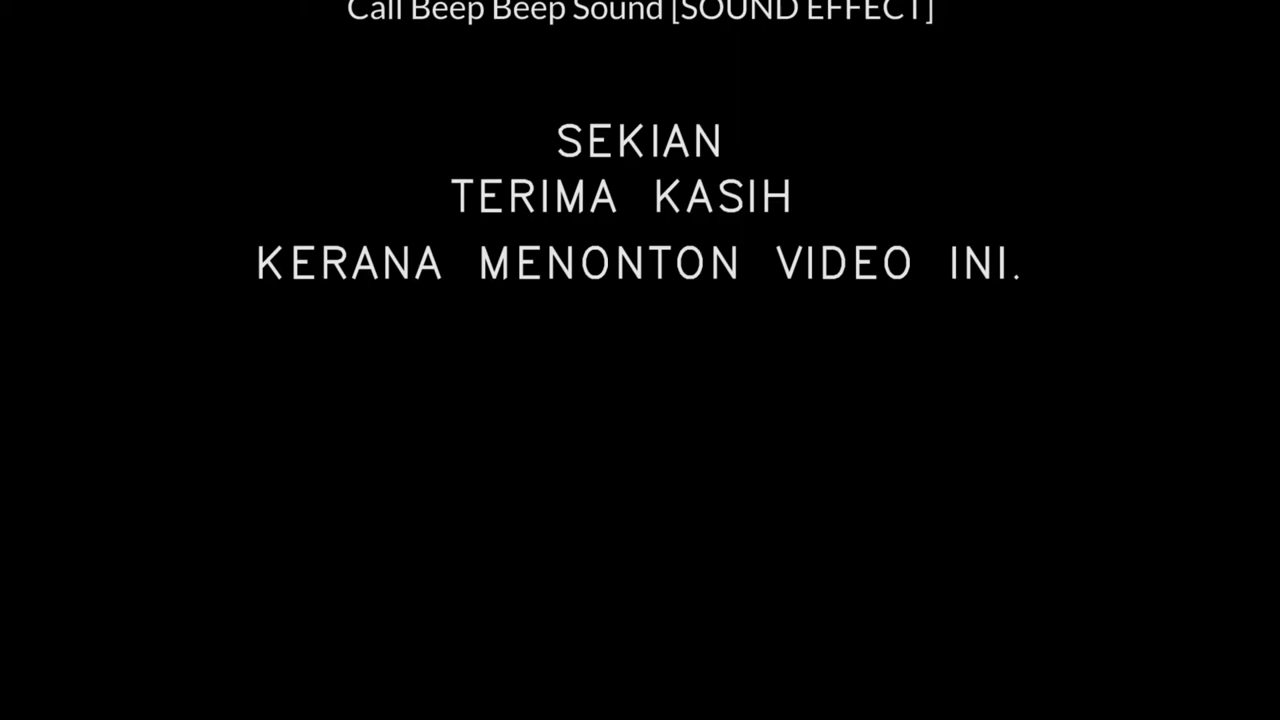 Call Beep Beep Sound [SOUND EFFECT]
SEKIAN
TERIMA KASIH
KERANA MENONTON VIDEO INI.